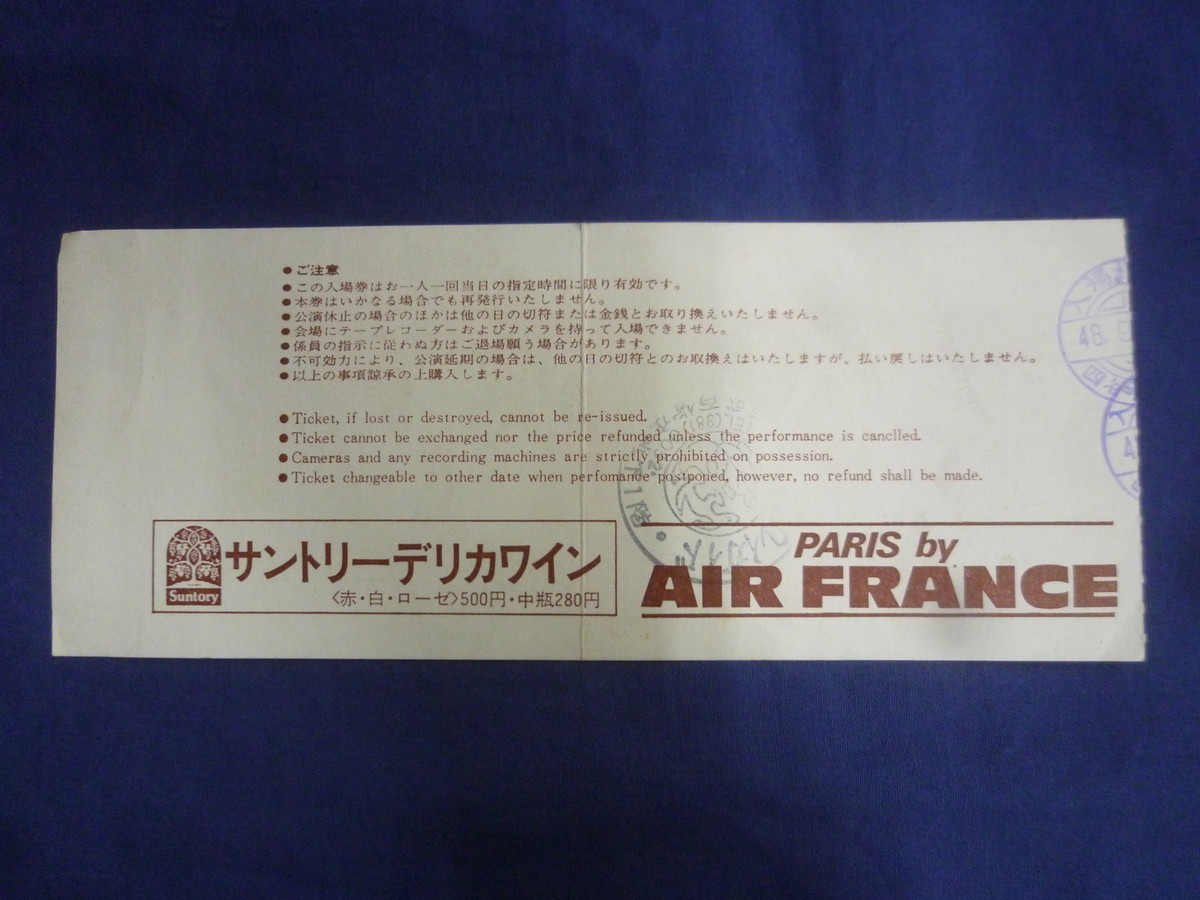 ●ご注意
●この入場券はお一人一回当日の指定時間に限り有効です。
●本券はいかなる場合でも再発行いたしません。
●公演休止の場合のほかは他の日の切符または金銭とお取り換えいたしません。
●会場にテープレコーダーおよびカメラを持って入場できません。
●係員の指示に従わぬ方はご退場願う場合があります。
●不可効力により、公演延期の場合は、他の日の切符とのお取換えはいたしますが、払い戻しはいたしません。
●以上の事項諒承の上購入します。
●Ticket, if lost or destroyed, cannot be re-issued.
●Ticket cannot be exchanged nor the price refunded unless the performance is canclled.
●Cameras and any recording machines are strictly prohibited on possession.
●Ticket changeable to other date when perfomance postponed, however, no refund shall be made.
Suntory
サントリーデリカワイン
〈赤・白・ローゼ〉500円・中瓶280円
PARIS by
AIR FRANCE
48.